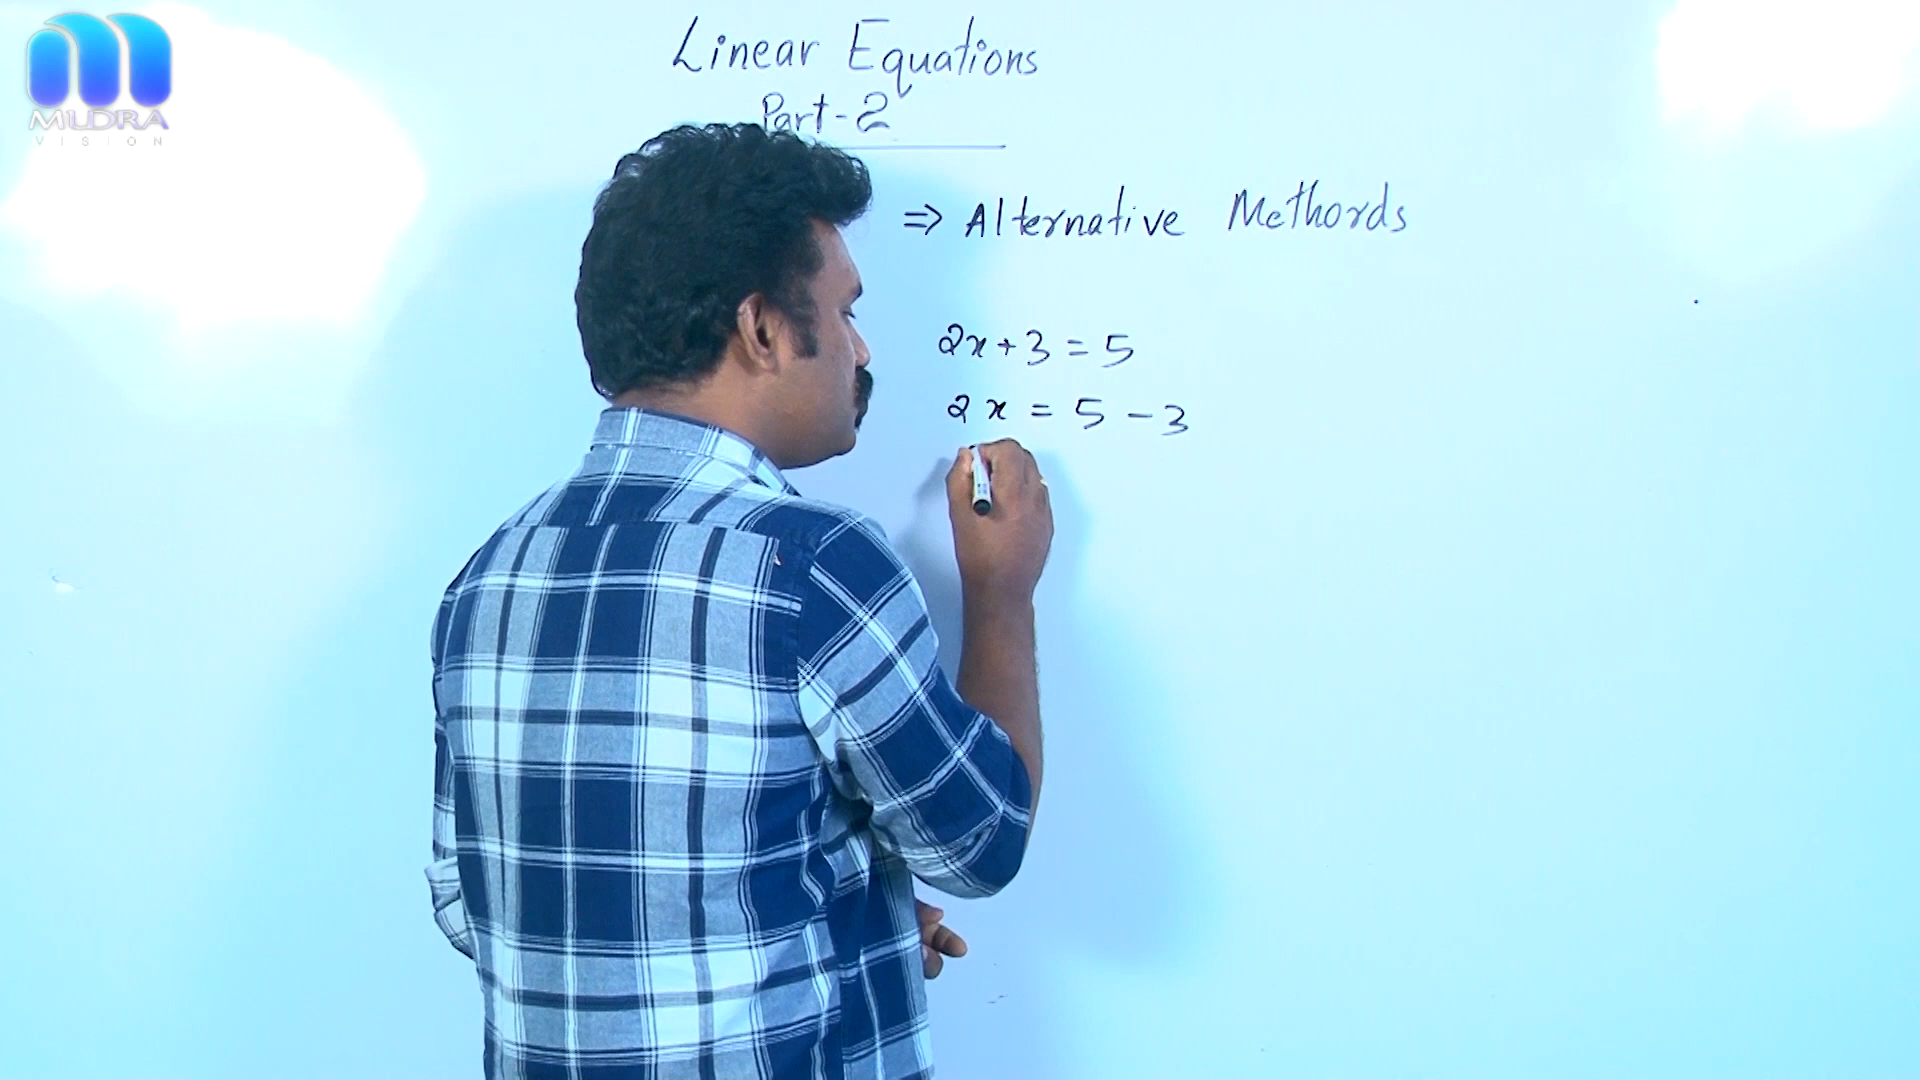 MUDRA
VISION
Linear Equations
Part-2
⇒ Alternative Methords
2x+3=5
2x = 5-3